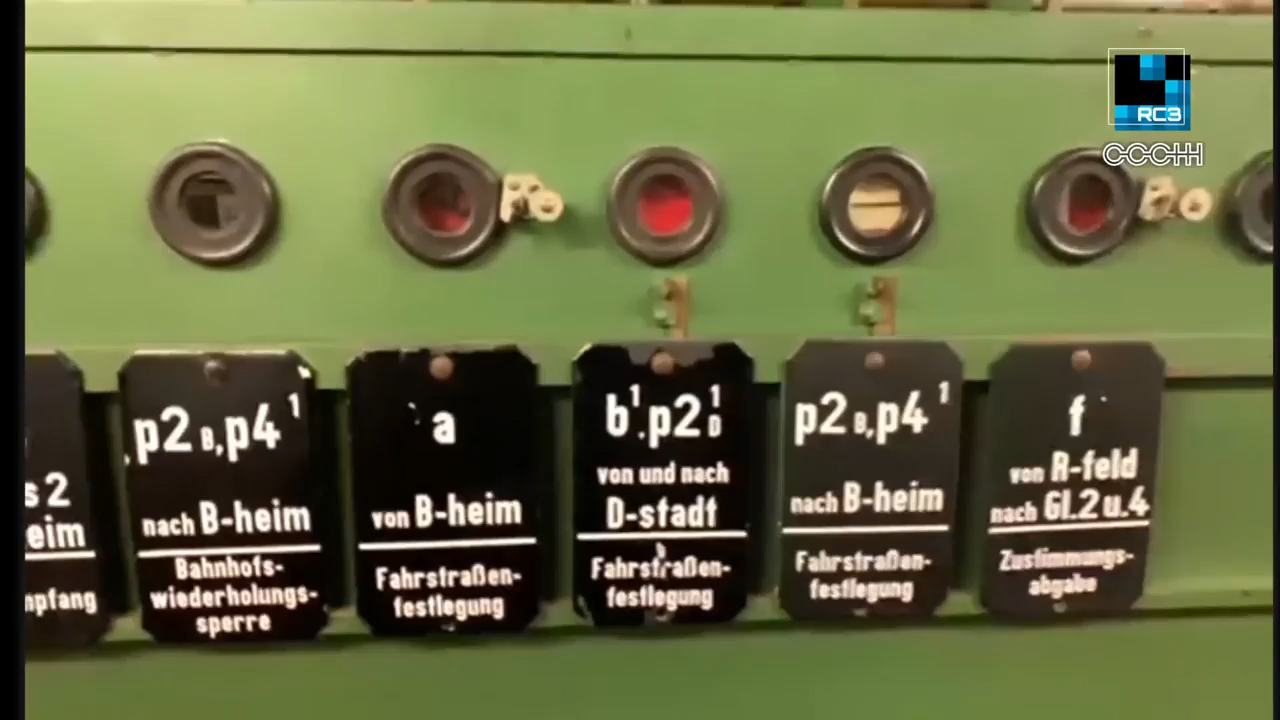 RC3
CCCHH
s 2
eim
p2 B, p4 1
nach B-heim
Bahnhofs-
wiederholungs-
sperre
a
von B-heim
Fahrstraßen-
festlegung
b1.p2 1 D
von und nach
D-stadt
Fahrstraßen-
festlegung
p2 B, p4 1
nach B-heim
Fahrstraßen-
festlegung
f
von R-feld
nach Gl.2 u.4
Zustimmungs-
abgabe